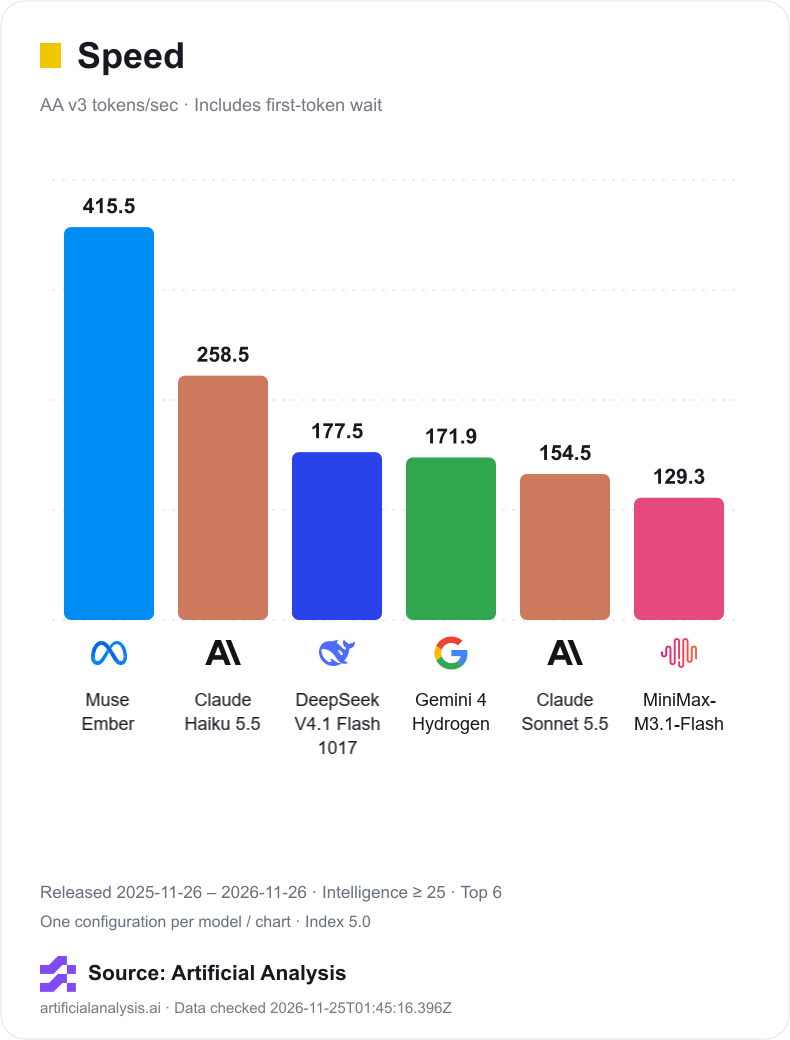 Speed
AA v3 tokens/sec · Includes first-token wait
415.5
258.5
177.5
171.9
154.5
129.3
Muse
Ember
Claude
Haiku 5.5
DeepSeek
V4.1 Flash
1017
Gemini 4
Hydrogen
Claude
Sonnet 5.5
MiniMax-
M3.1-Flash
Released 2025-11-26 – 2026-11-26 · Intelligence ≥ 25 · Top 6
One configuration per model / chart · Index 5.0
Source: Artificial Analysis
artificialanalysis.ai · Data checked 2026-11-25T01:45:16.396Z